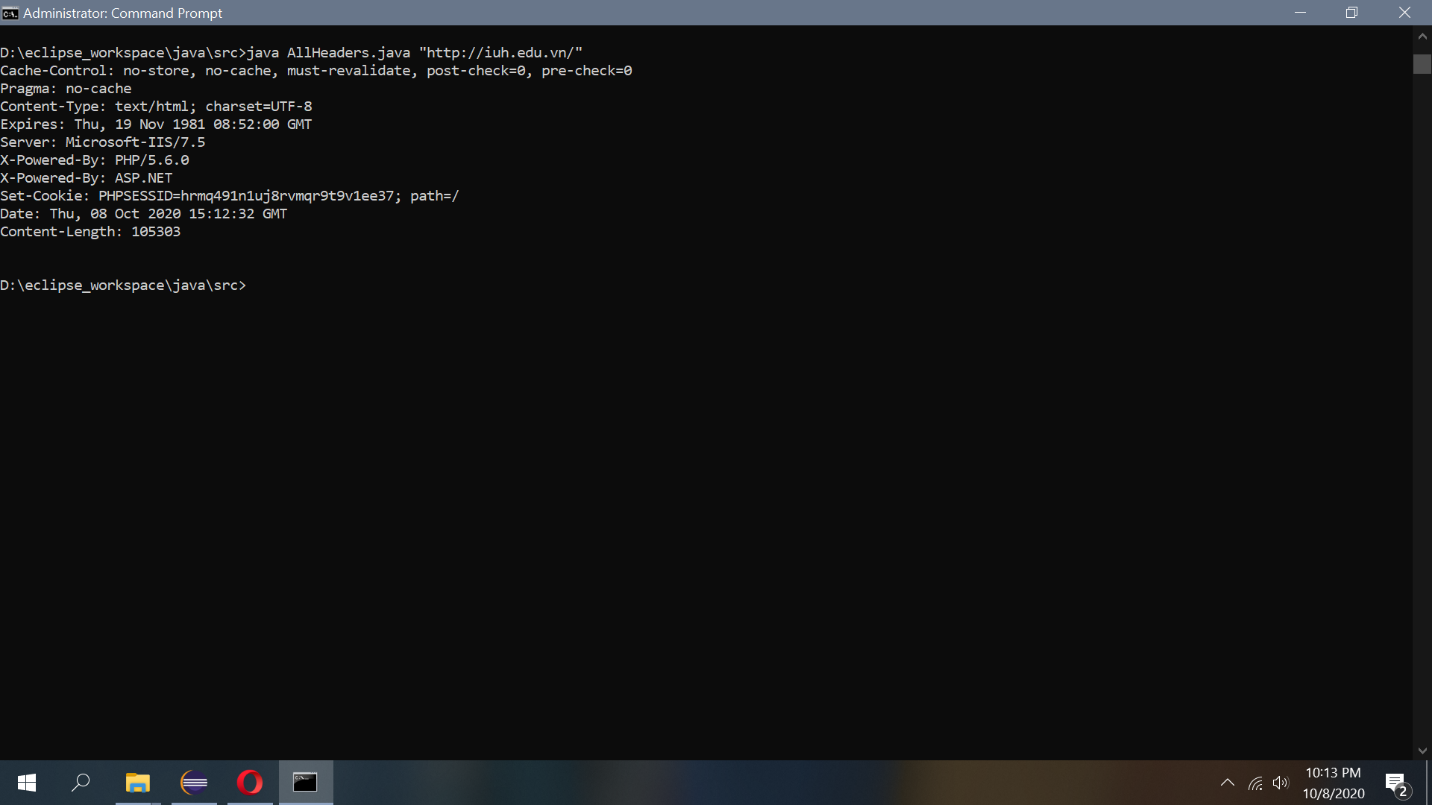 Administrator: Command Prompt
D:\eclipse_workspace\java\src>java AllHeaders.java "http://iuh.edu.vn/"
Cache-Control: no-store, no-cache, must-revalidate, post-check=0, pre-check=0
Pragma: no-cache
Content-Type: text/html; charset=UTF-8
Expires: Thu, 19 Nov 1981 08:52:00 GMT
Server: Microsoft-IIS/7.5
X-Powered-By: PHP/5.6.0
X-Powered-By: ASP.NET
Set-Cookie: PHPSESSID=hrmq491n1uj8rvmqr9t9v1ee37; path=/
Date: Thu, 08 Oct 2020 15:12:32 GMT
Content-Length: 105303
D:\eclipse_workspace\java\src>
10:13 PM
10/8/2020
2